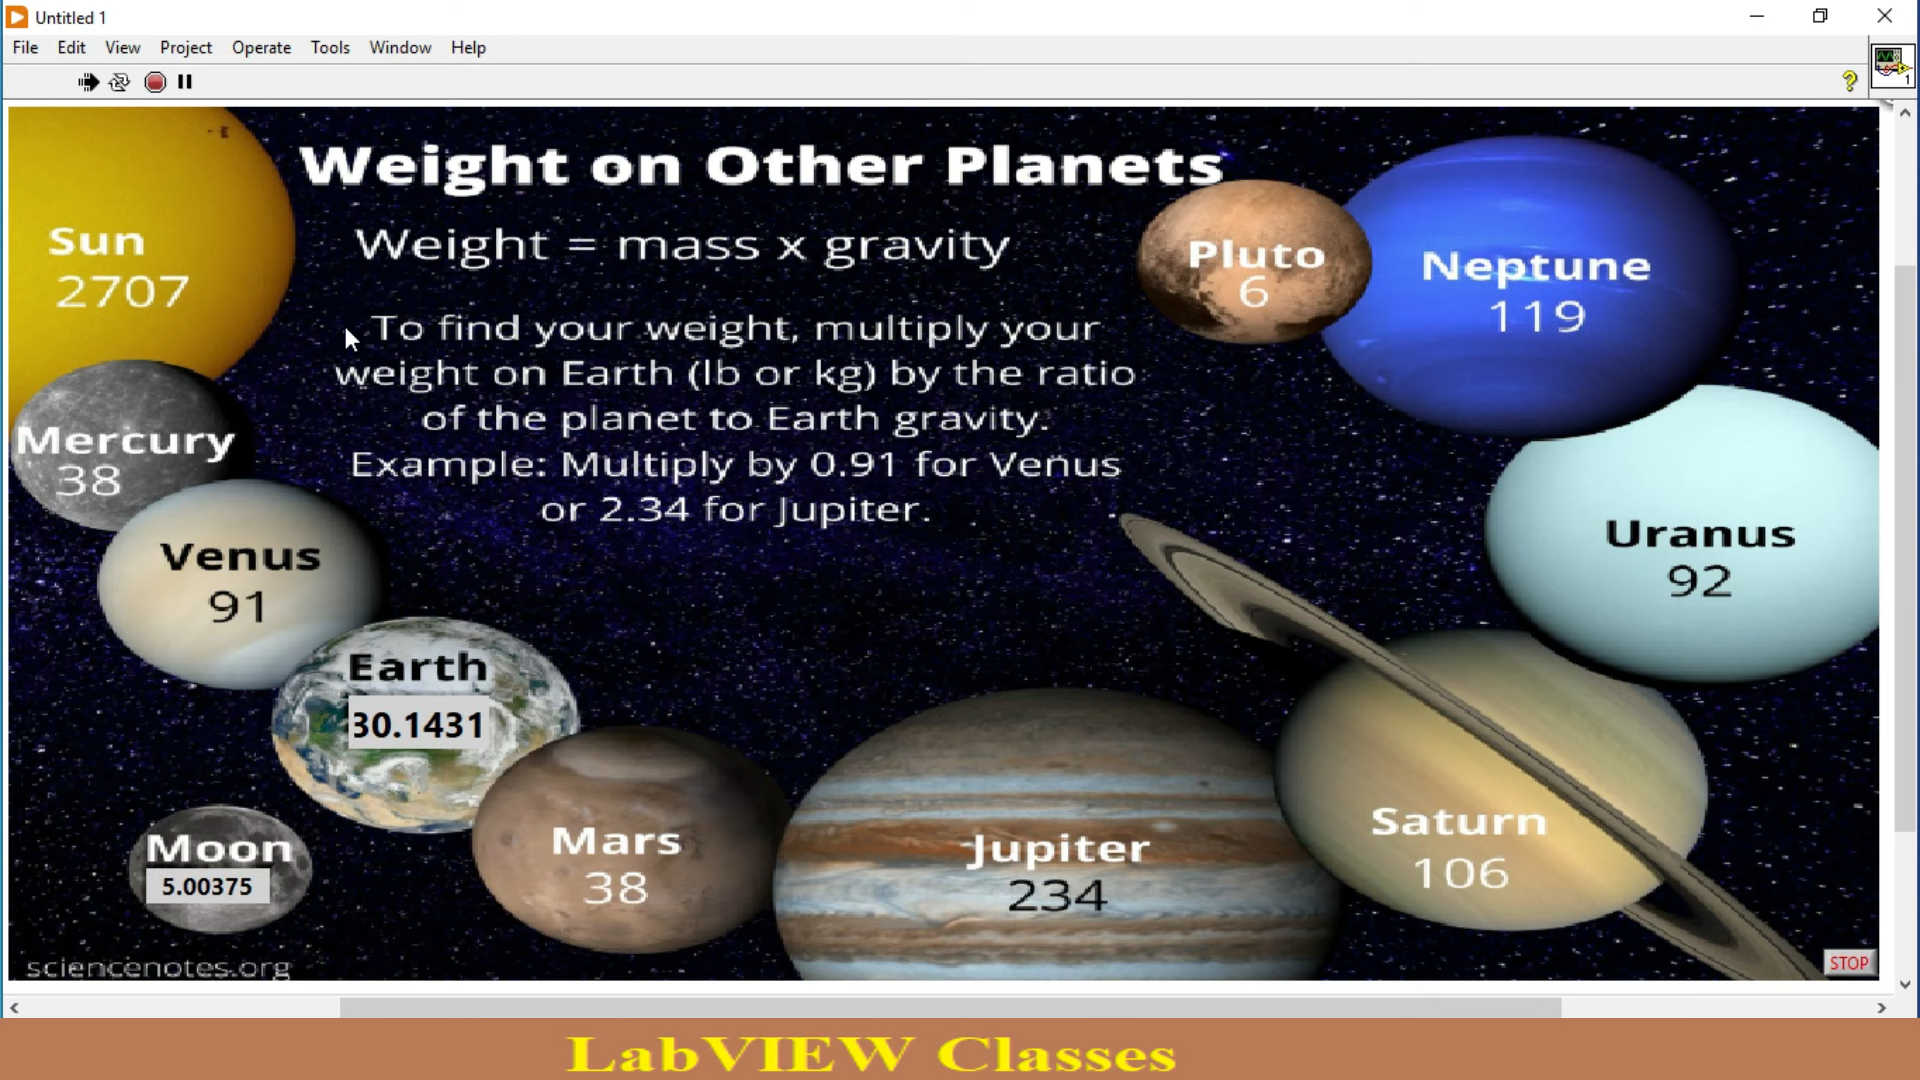 Untitled 1
File Edit View Project Operate Tools Window Help
1
Weight on Other Planets
Weight = mass x gravity
To find your weight, multiply your
weight on Earth (lb or kg) by the ratio
of the planet to Earth gravity.
Example: Multiply by 0.91 for Venus
or 2.34 for Jupiter.
Sun
2707
Mercury
38
Venus
91
Earth
30.1431
Moon
5.00375
Mars
38
Jupiter
234
Saturn
106
Uranus
92
Neptune
119
Pluto
6
sciencenotes.org
STOP
LabVIEW Classes